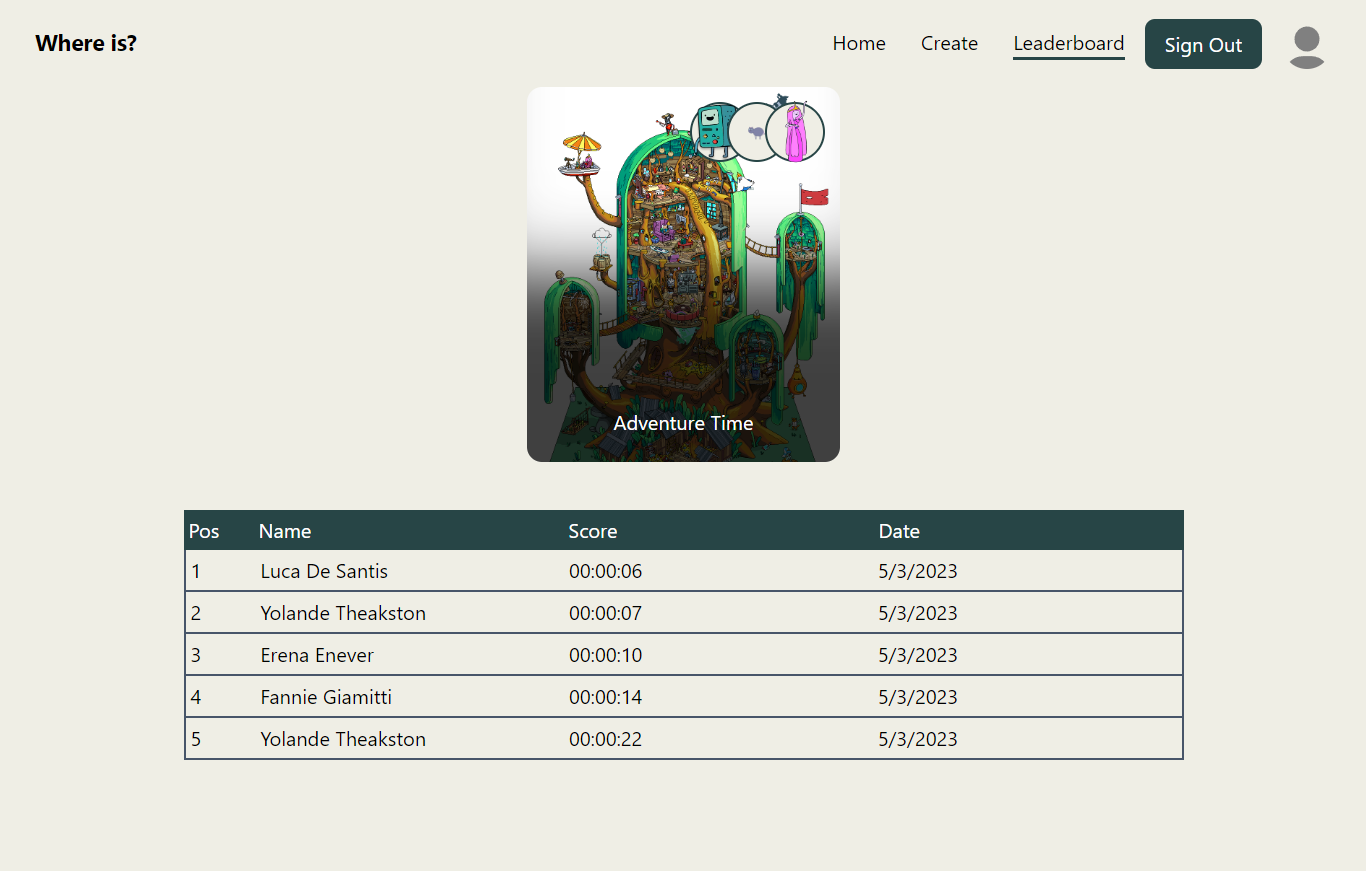 Where is?
Home Create Leaderboard Sign Out
Adventure Time
Pos Name Score Date
1 Luca De Santis 00:00:06 5/3/2023
2 Yolande Theakston 00:00:07 5/3/2023
3 Erena Enever 00:00:10 5/3/2023
4 Fannie Giamitti 00:00:14 5/3/2023
5 Yolande Theakston 00:00:22 5/3/2023